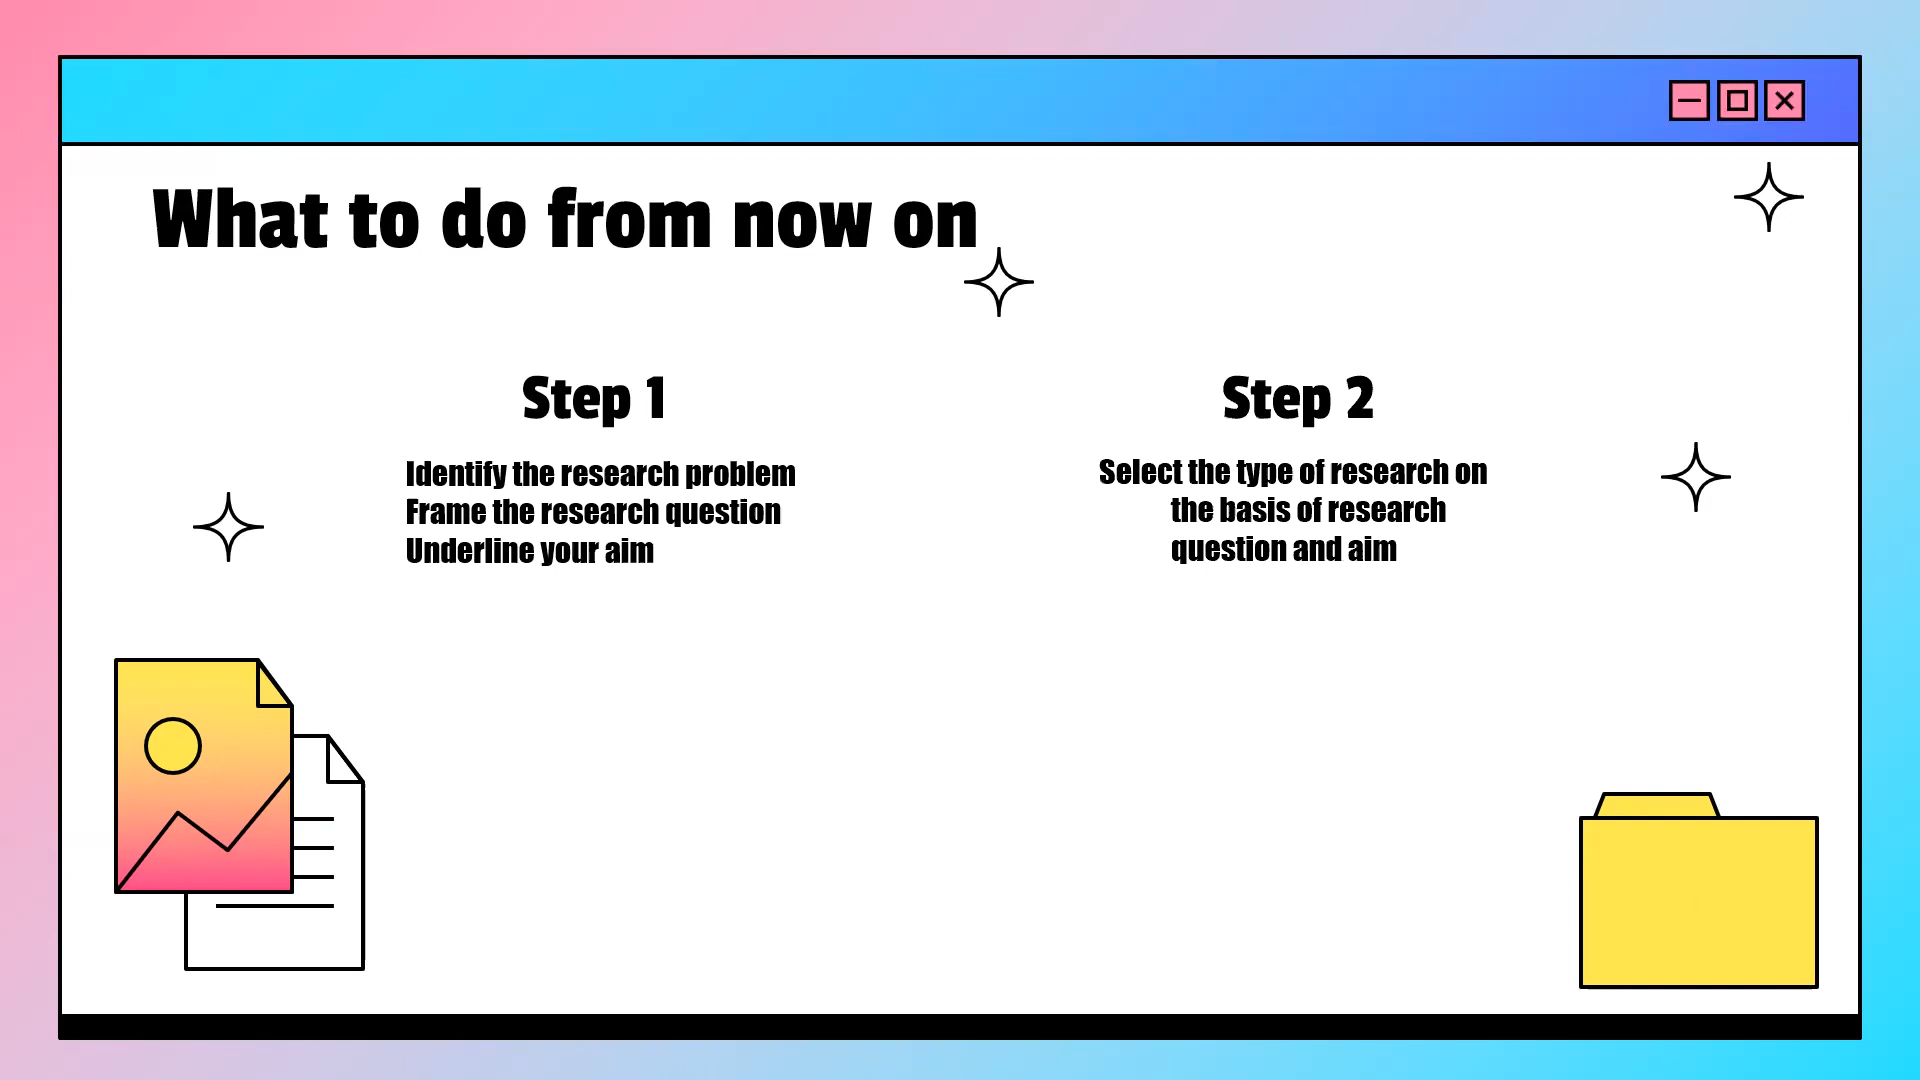 What to do from now on
Step 1
Identify the research problem
Frame the research question
Underline your aim
Step 2
Select the type of research on
the basis of research
question and aim